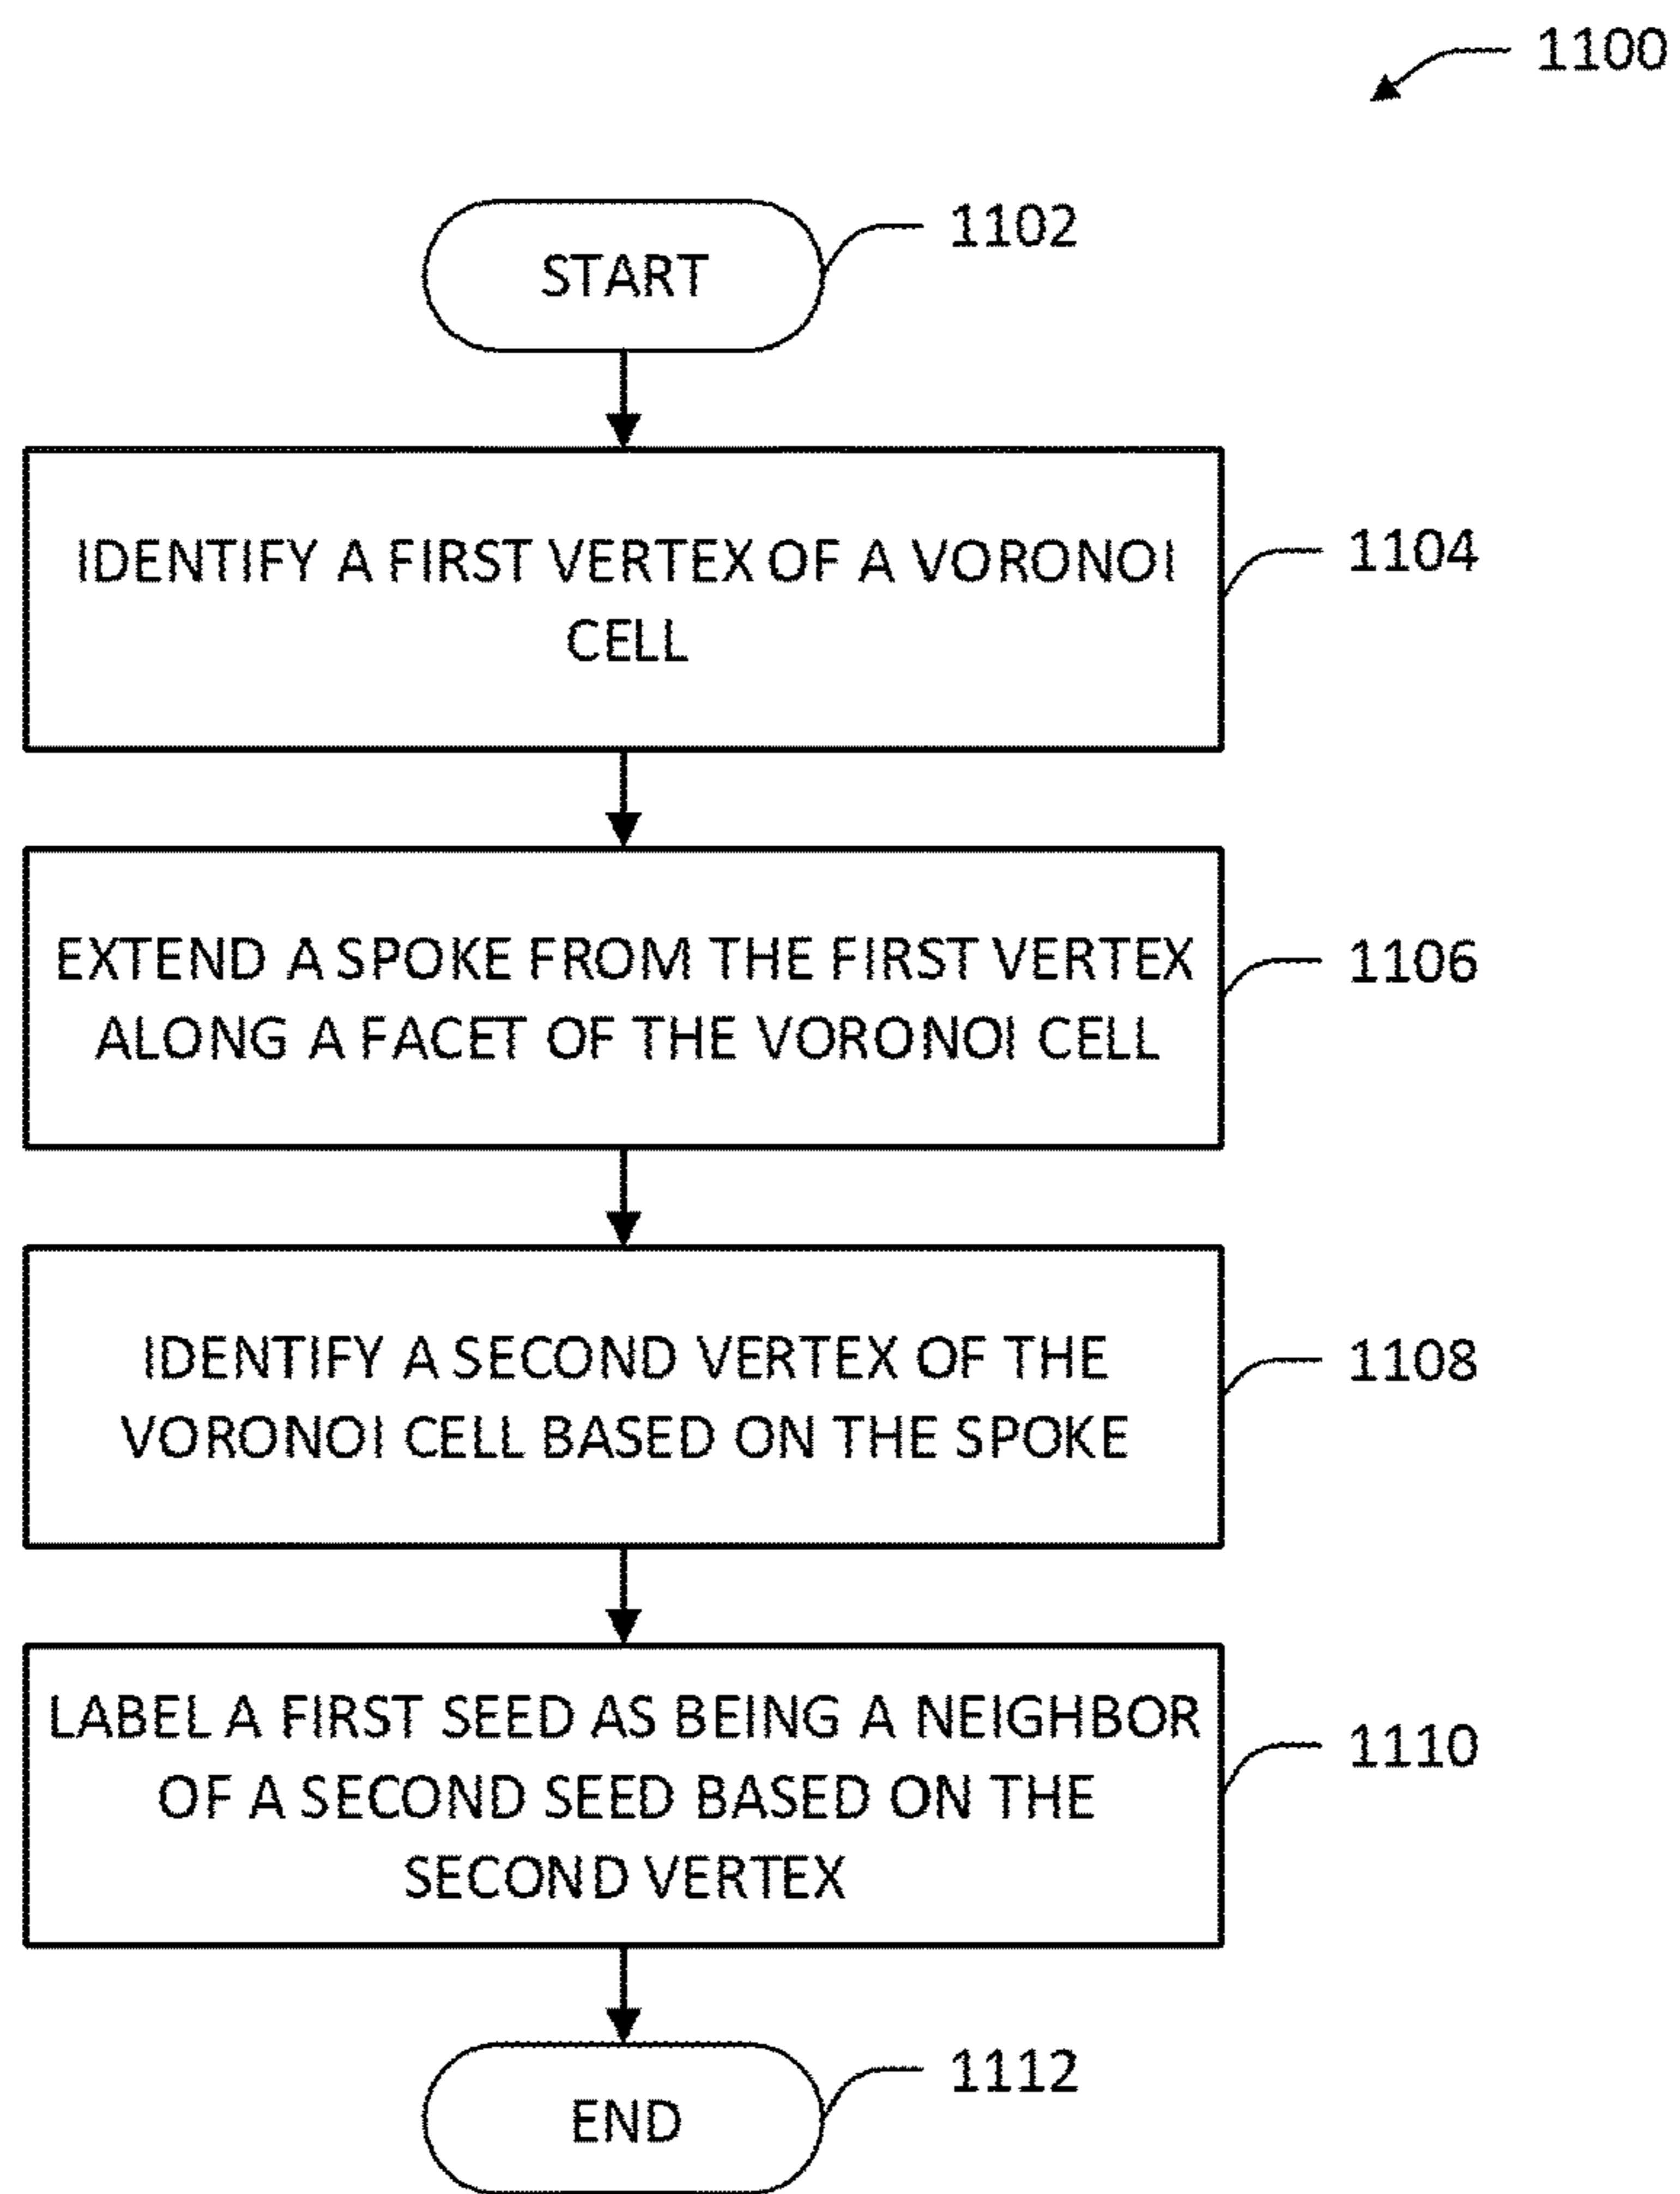 1100
1102
START
IDENTIFY A FIRST VERTEX OF A VORONOI
CELL
1104
EXTEND A SPOKE FROM THE FIRST VERTEX
ALONG A FACET OF THE VORONOI CELL
1106
IDENTIFY A SECOND VERTEX OF THE
VORONOI CELL BASED ON THE SPOKE
1108
LABEL A FIRST SEED AS BEING A NEIGHBOR
OF A SECOND SEED BASED ON THE
SECOND VERTEX
1110
1112
END